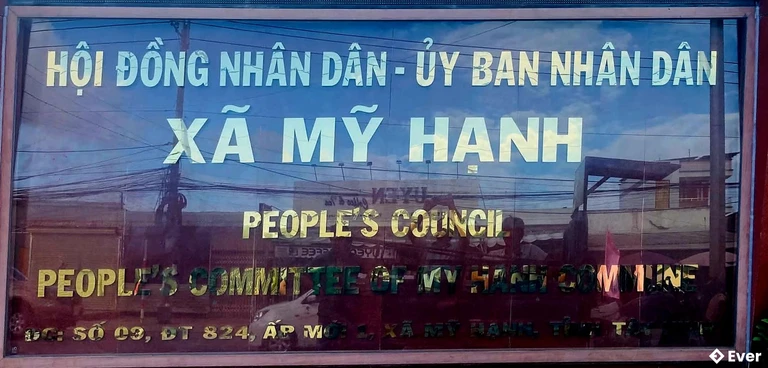 HỘI ĐỒNG NHÂN DÂN - ỦY BAN NHÂN DÂN
XÃ MỸ HẠNH
PEOPLE'S COUNCIL
PEOPLE'S COMMITTEE OF MY HANH COMMUNE
ĐC: SỐ 09, ĐT 824, ẤP MỚI 1, XÃ MỸ HẠNH, TỈNH
Ever